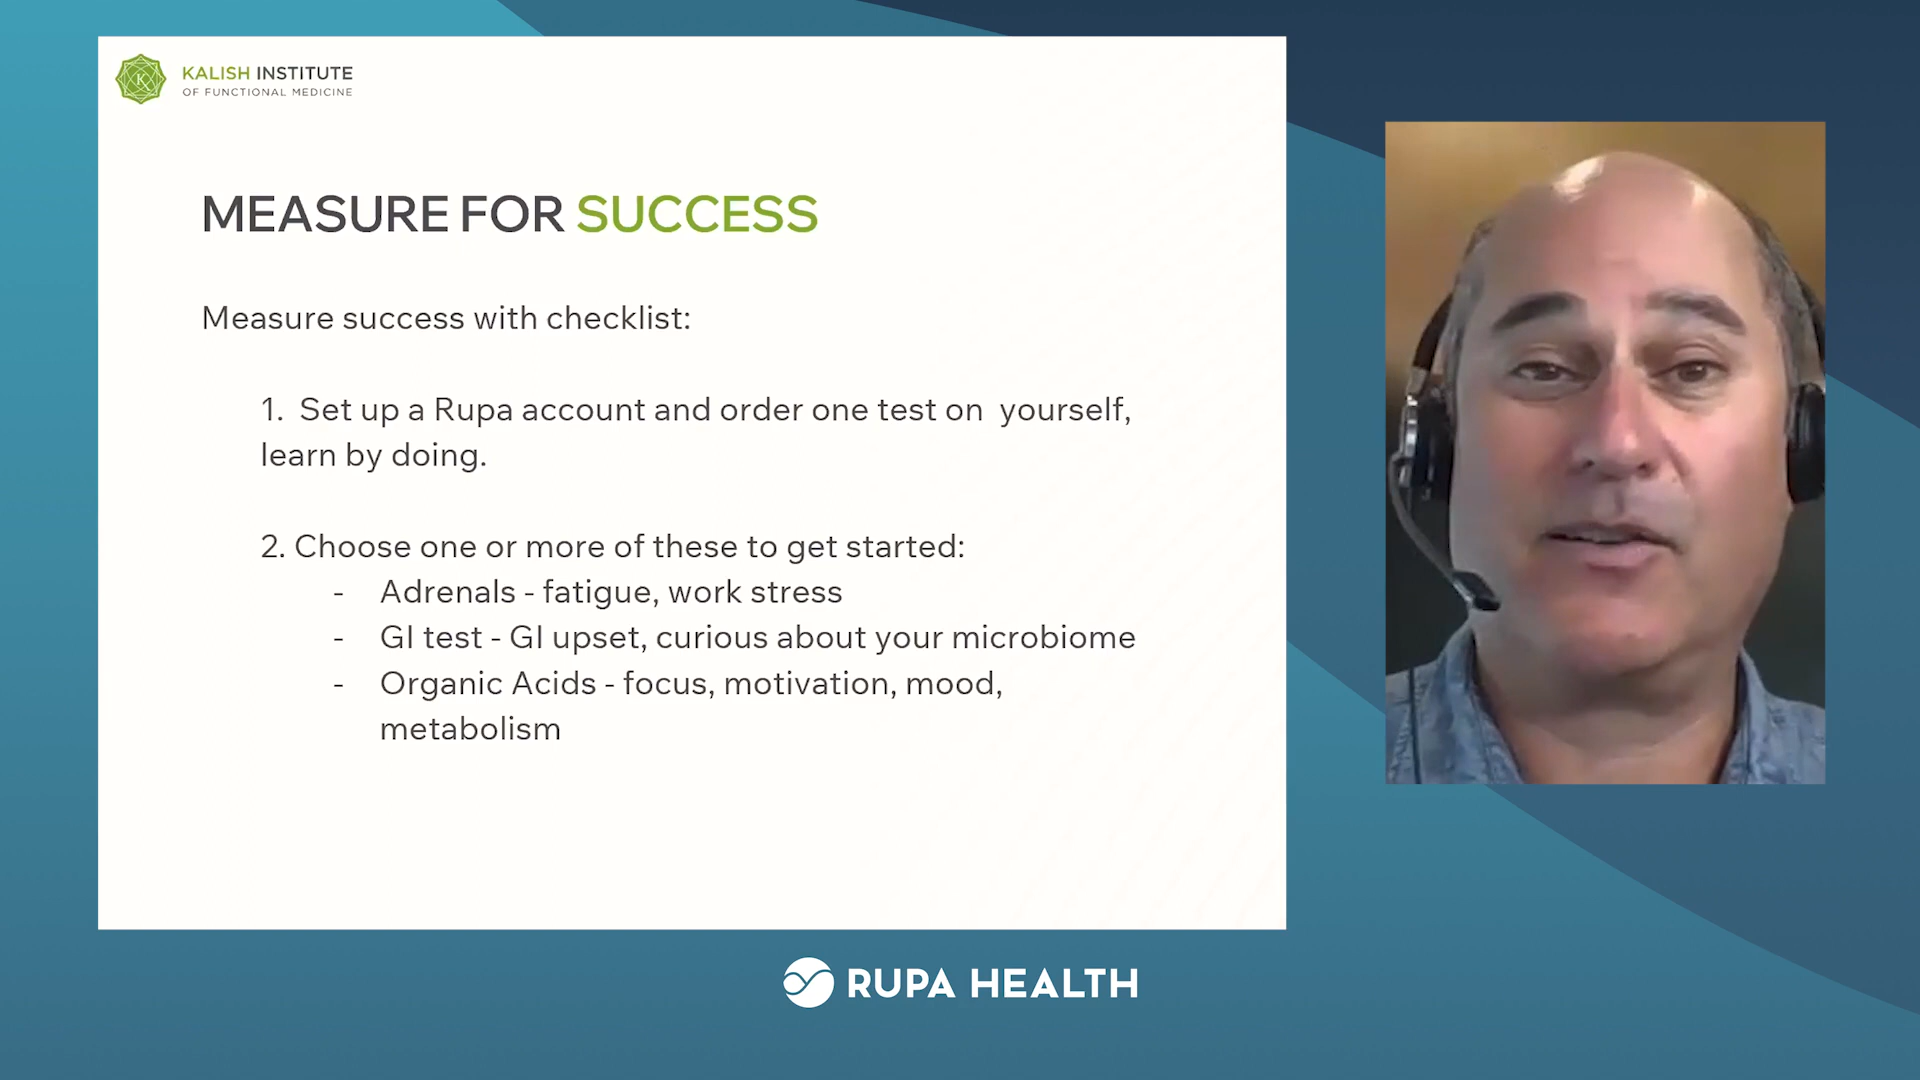 KALISH INSTITUTE
OF FUNCTIONAL MEDICINE
MEASURE FOR SUCCESS
Measure success with checklist:
1. Set up a Rupa account and order one test on yourself,
learn by doing.
2. Choose one or more of these to get started:
- Adrenals - fatigue, work stress
- GI test - GI upset, curious about your microbiome
- Organic Acids - focus, motivation, mood,
metabolism
RUPA HEALTH